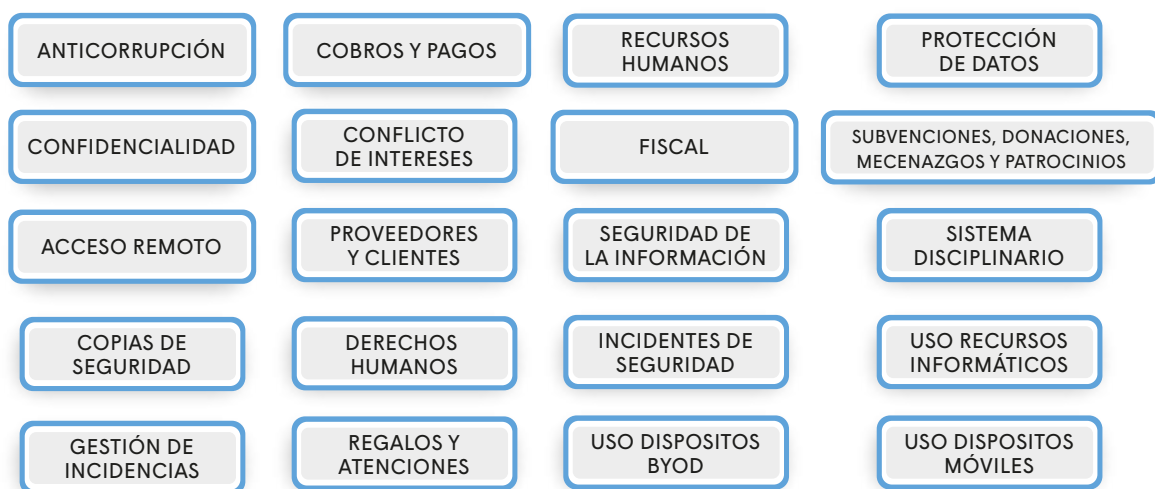 ANTICORRUPCIÓN
COBROS Y PAGOS
RECURSOS
HUMANOS
PROTECCIÓN
DE DATOS
CONFIDENCIALIDAD
CONFLICTO
DE INTERESES
FISCAL
SUBVENCIONES, DONACIONES,
MECENAZGOS Y PATROCINIOS
ACCESO REMOTO
PROVEEDORES
Y CLIENTES
SEGURIDAD DE
LA INFORMACIÓN
SISTEMA
DISCIPLINARIO
COPIAS DE
SEGURIDAD
DERECHOS
HUMANOS
INCIDENTES DE
SEGURIDAD
USO RECURSOS
INFORMÁTICOS
GESTIÓN DE
INCIDENCIAS
REGALOS Y
ATENCIONES
USO DISPOSITOS
BYOD
USO DISPOSITOS
MÓVILES